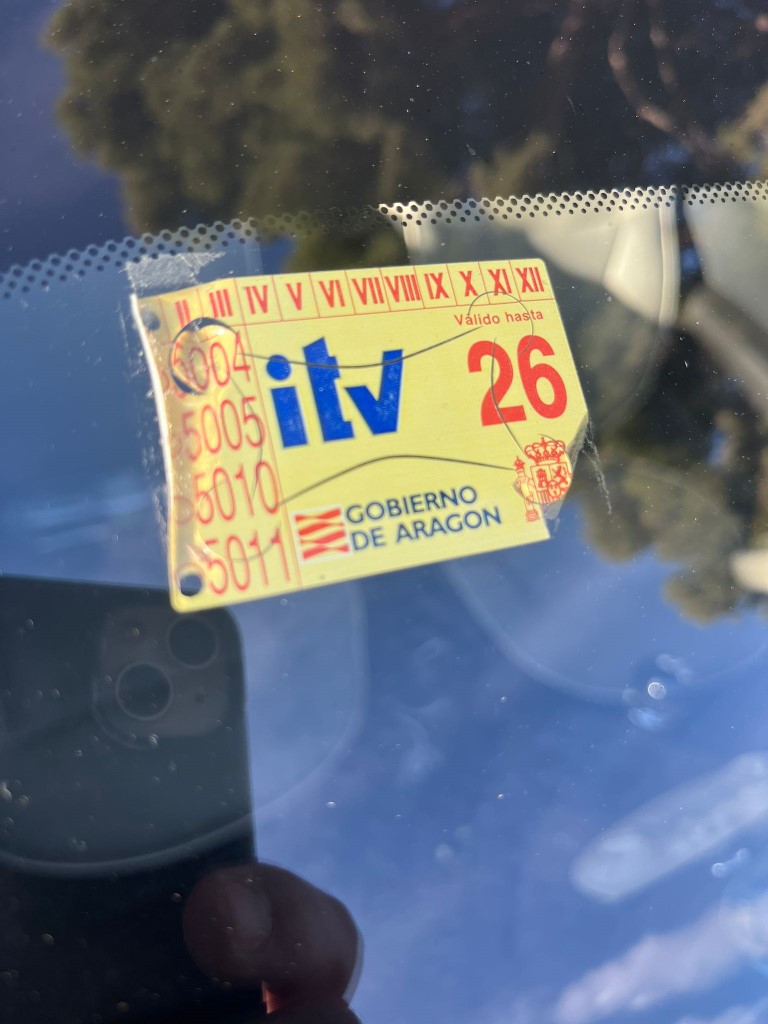 II III IV V VI VII VIII IX X XI XII
Válido hasta
5004
itv
26
5005
5010
GOBIERNO
DE ARAGON
5011